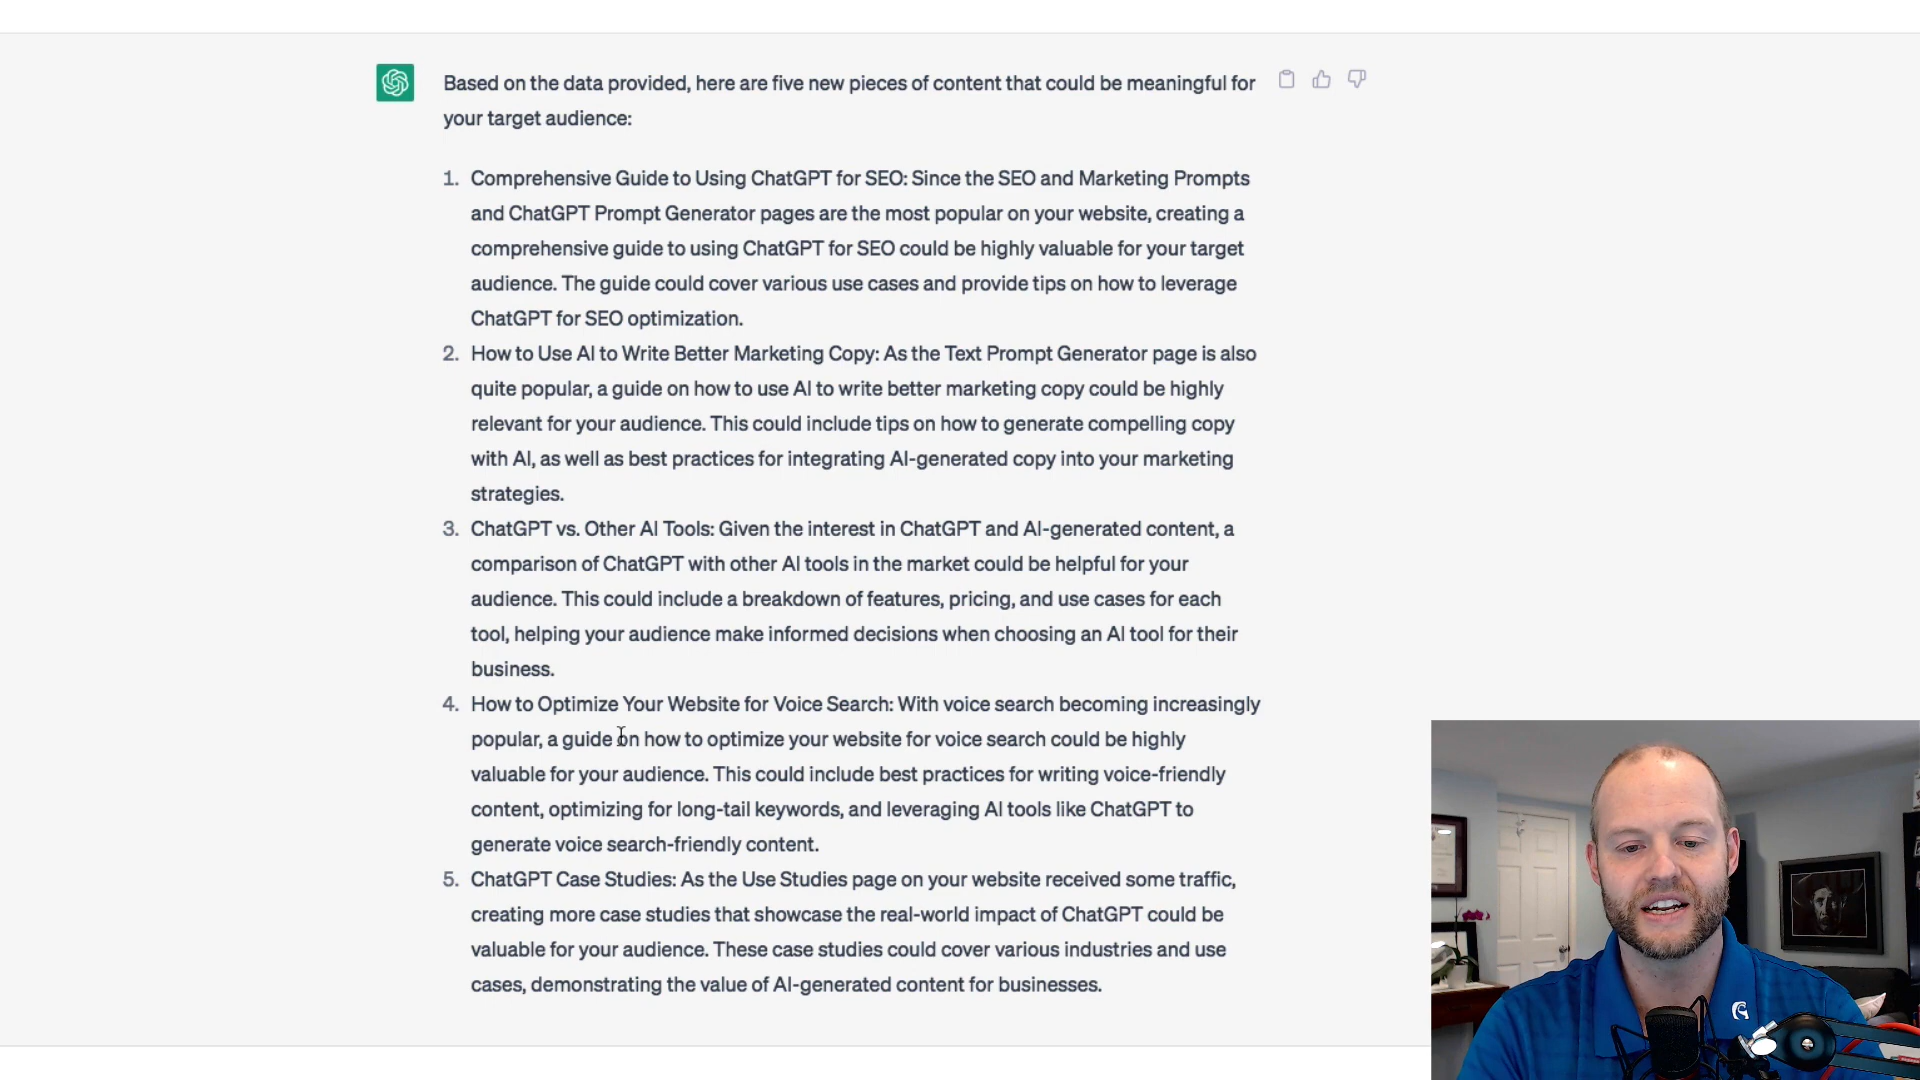 Based on the data provided, here are five new pieces of content that could be meaningful for
your target audience:
1. Comprehensive Guide to Using ChatGPT for SEO: Since the SEO and Marketing Prompts
and ChatGPT Prompt Generator pages are the most popular on your website, creating a
comprehensive guide to using ChatGPT for SEO could be highly valuable for your target
audience. The guide could cover various use cases and provide tips on how to leverage
ChatGPT for SEO optimization.
2. How to Use AI to Write Better Marketing Copy: As the Text Prompt Generator page is also
quite popular, a guide on how to use AI to write better marketing copy could be highly
relevant for your audience. This could include tips on how to generate compelling copy
with AI, as well as best practices for integrating AI-generated copy into your marketing
strategies.
3. ChatGPT vs. Other AI Tools: Given the interest in ChatGPT and AI-generated content, a
comparison of ChatGPT with other AI tools in the market could be helpful for your
audience. This could include a breakdown of features, pricing, and use cases for each
tool, helping your audience make informed decisions when choosing an AI tool for their
business.
4. How to Optimize Your Website for Voice Search: With voice search becoming increasingly
popular, a guide on how to optimize your website for voice search could be highly
valuable for your audience. This could include best practices for writing voice-friendly
content, optimizing for long-tail keywords, and leveraging AI tools like ChatGPT to
generate voice search-friendly content.
5. ChatGPT Case Studies: As the Use Studies page on your website received some traffic,
creating more case studies that showcase the real-world impact of ChatGPT could be
valuable for your audience. These case studies could cover various industries and use
cases, demonstrating the value of AI-generated content for businesses.